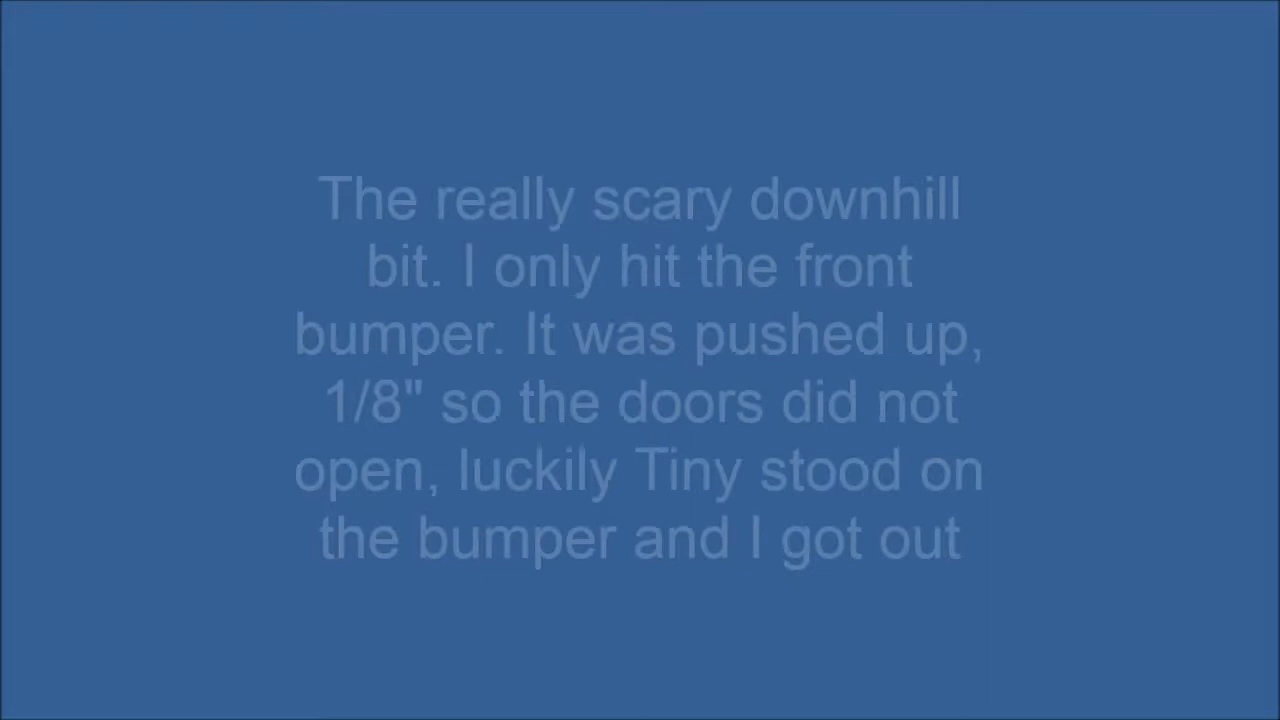 The really scary downhill
bit. I only hit the front
bumper. It was pushed up,
1/8" so the doors did not
open, luckily Tiny stood on
the bumper and I got out